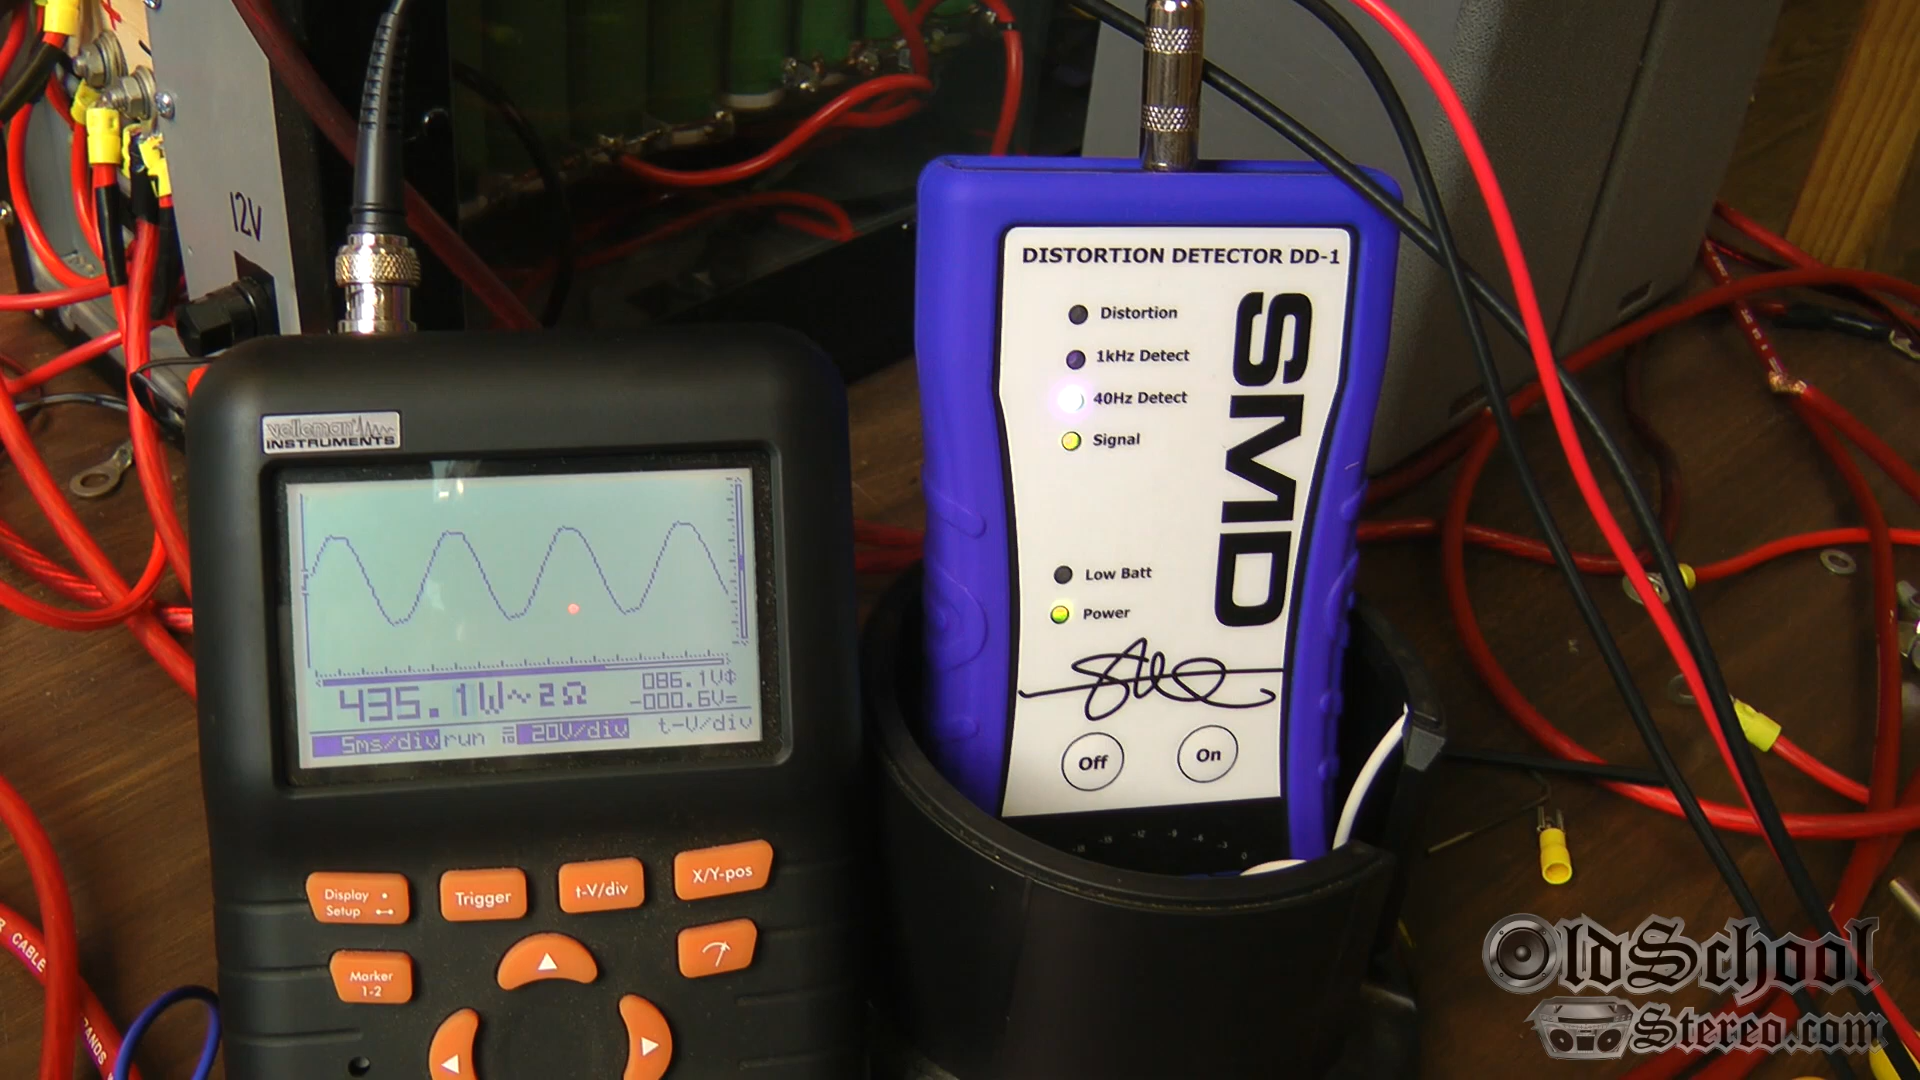 12V
velleman
INSTRUMENTS
435.1W~2Ω
086.1V
-000.6V=
5ms/div run 20V/div t-V/div
Display
Setup
Trigger
t-V/div
X/Y-pos
Marker
1-2
DISTORTION DETECTOR DD-1
Distortion
1kHz Detect
40Hz Detect
Signal
SMD
Low Batt
Power
Off
On
-12
CABLE
OldSchool
Stereo.com